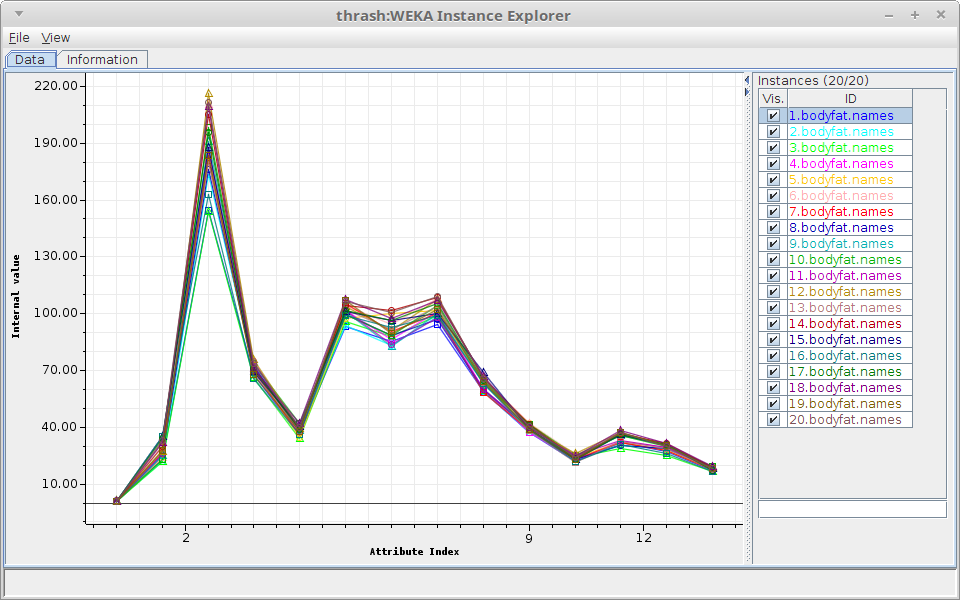 thrash:WEKA Instance Explorer
File View
Data Information
Instances (20/20)
Vis. ID
1.bodyfat.names
2.bodyfat.names
3.bodyfat.names
4.bodyfat.names
5.bodyfat.names
6.bodyfat.names
7.bodyfat.names
8.bodyfat.names
9.bodyfat.names
10.bodyfat.names
11.bodyfat.names
12.bodyfat.names
13.bodyfat.names
14.bodyfat.names
15.bodyfat.names
16.bodyfat.names
17.bodyfat.names
18.bodyfat.names
19.bodyfat.names
20.bodyfat.names
220.00
190.00
160.00
130.00
100.00
70.00
40.00
10.00
Internal value
2 9 12
Attribute Index